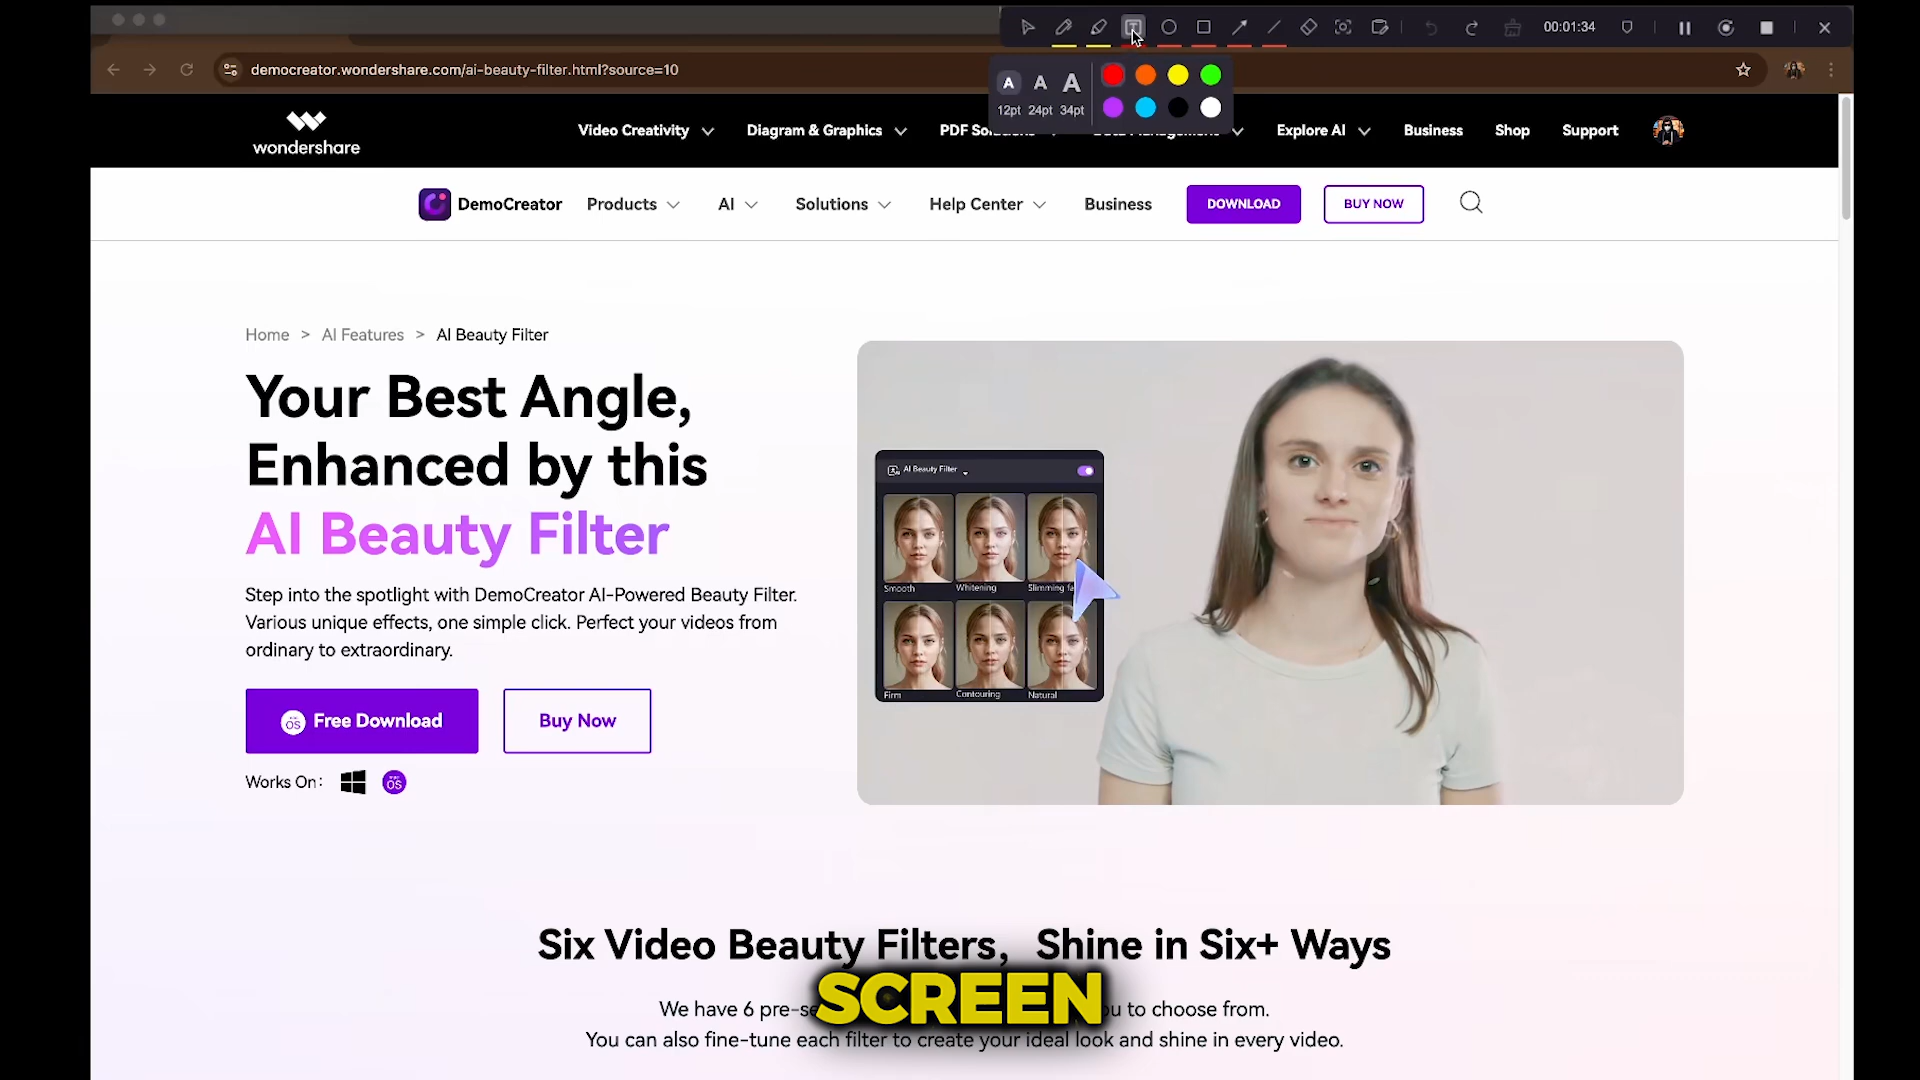 00:01:34
democreator.wondershare.com/ai-beauty-filter.html?source=10
A A A
12pt 24pt 34pt
wondershare
Video Creativity
Diagram & Graphics
Explore AI
Business
Shop
Support
DemoCreator
Products
AI
Solutions
Help Center
Business
DOWNLOAD
BUY NOW
Home > AI Features > AI Beauty Filter
Your Best Angle,
Enhanced by this
AI Beauty Filter
Step into the spotlight with DemoCreator AI-Powered Beauty Filter.
Various unique effects, one simple click. Perfect your videos from
ordinary to extraordinary.
Free Download
Buy Now
Works On:
AI Beauty Filter
Smooth
Whitening
Slimming
Firm
Contouring
Natural
Six Video Beauty Filters, Shine in Six+ Ways
We have 6 to choose from.
You can also fine-tune each filter to create your ideal look and shine in every video.
SCREEN